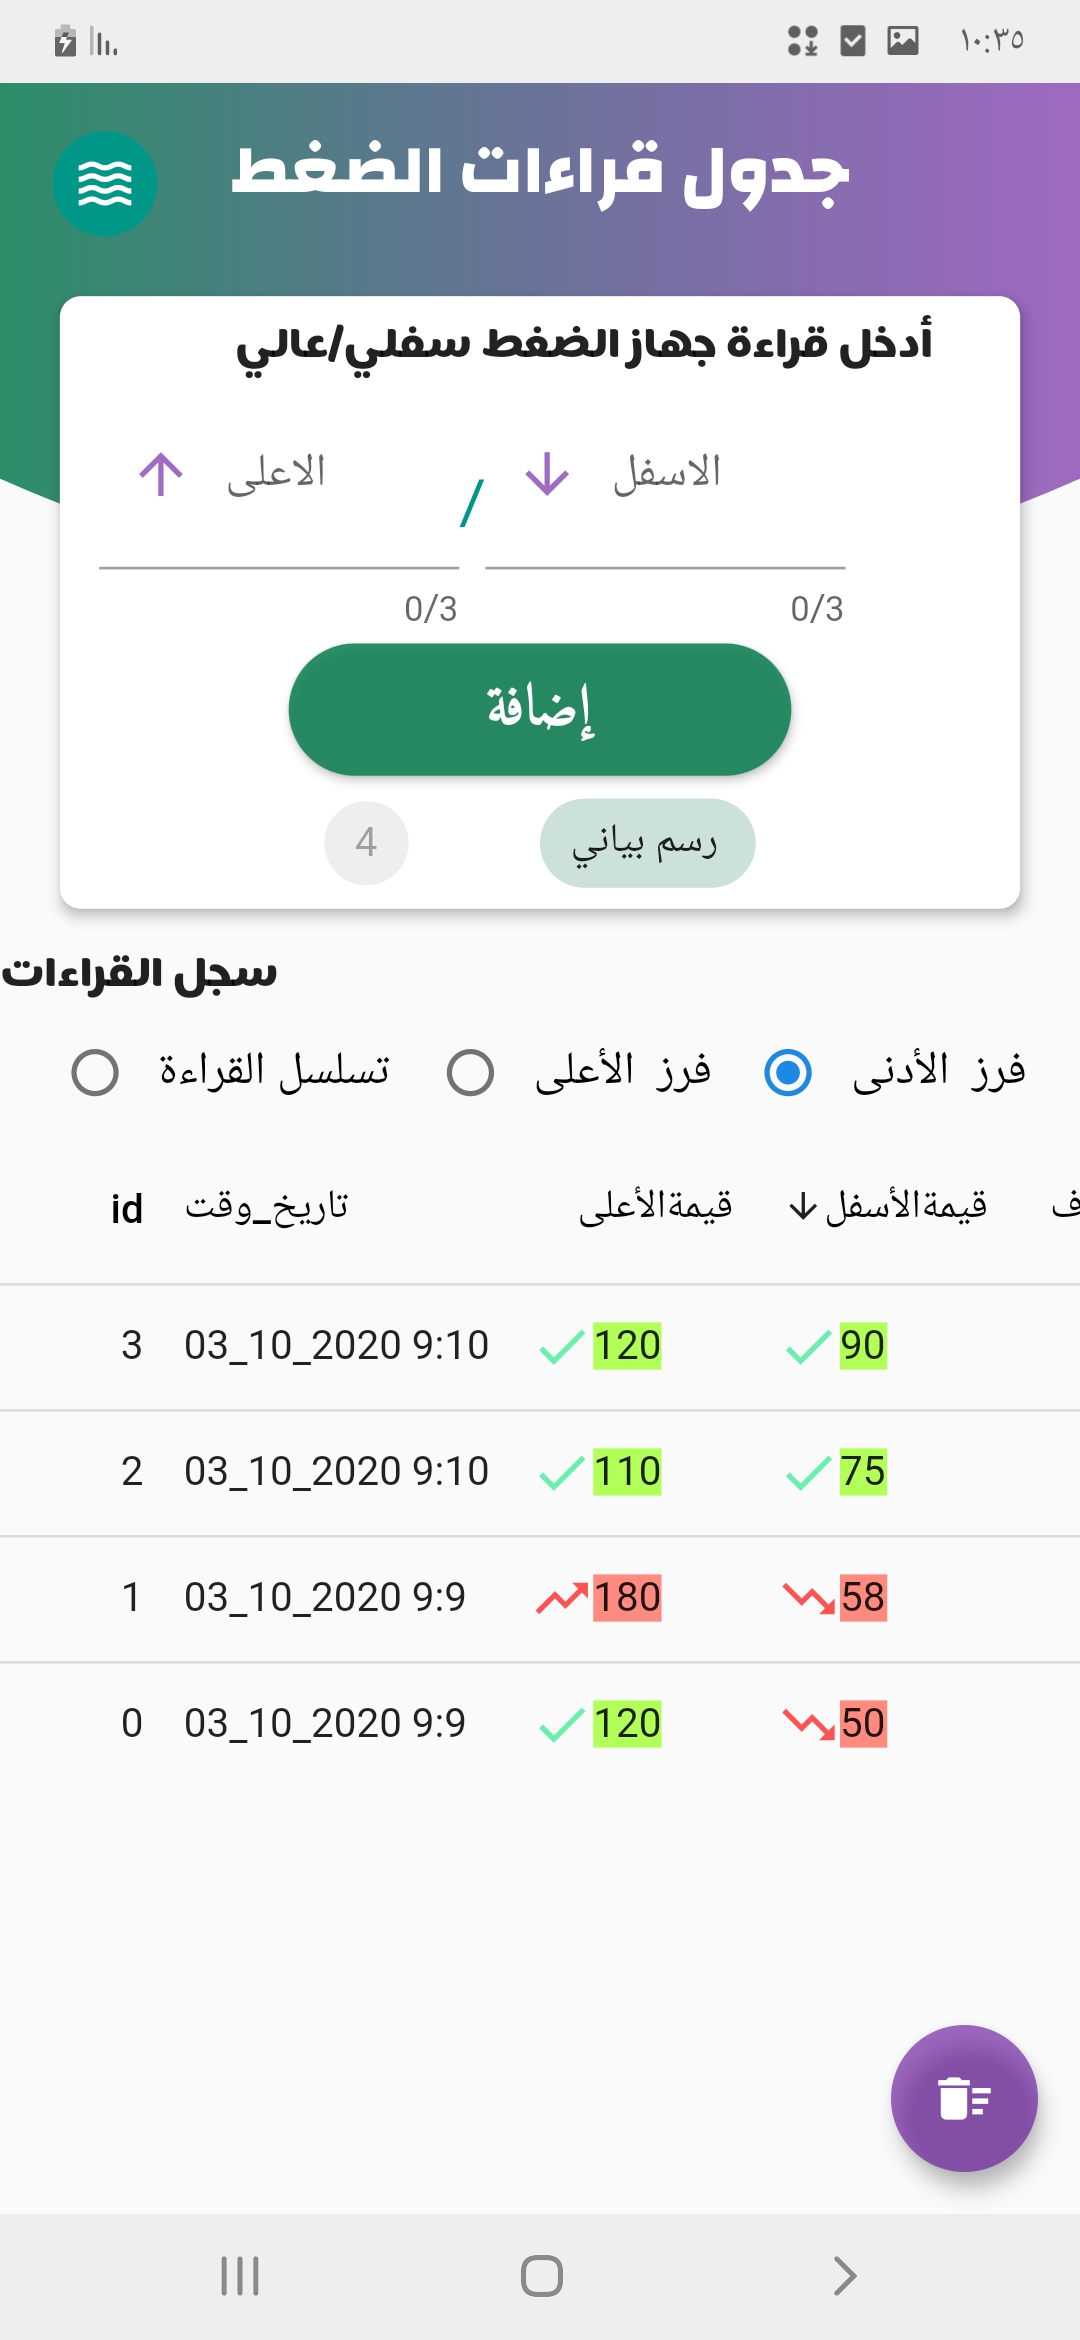 ١٠:٣٥
جدول قراءات الضغط
أدخل قراءة جهاز الضغط سفلي/عالي
الاسفل / الاعلى
0/3 0/3
إضافة
رسم بياني 4
سجل القراءات
فرز الأدنى فرز الأعلى تسلسل القراءة
id تاريخ_وقت قيمةالأعلى قيمةالأسفل ف
3 03_10_2020 9:10 120 90
2 03_10_2020 9:10 110 75
1 03_10_2020 9:9 180 58
0 03_10_2020 9:9 120 50